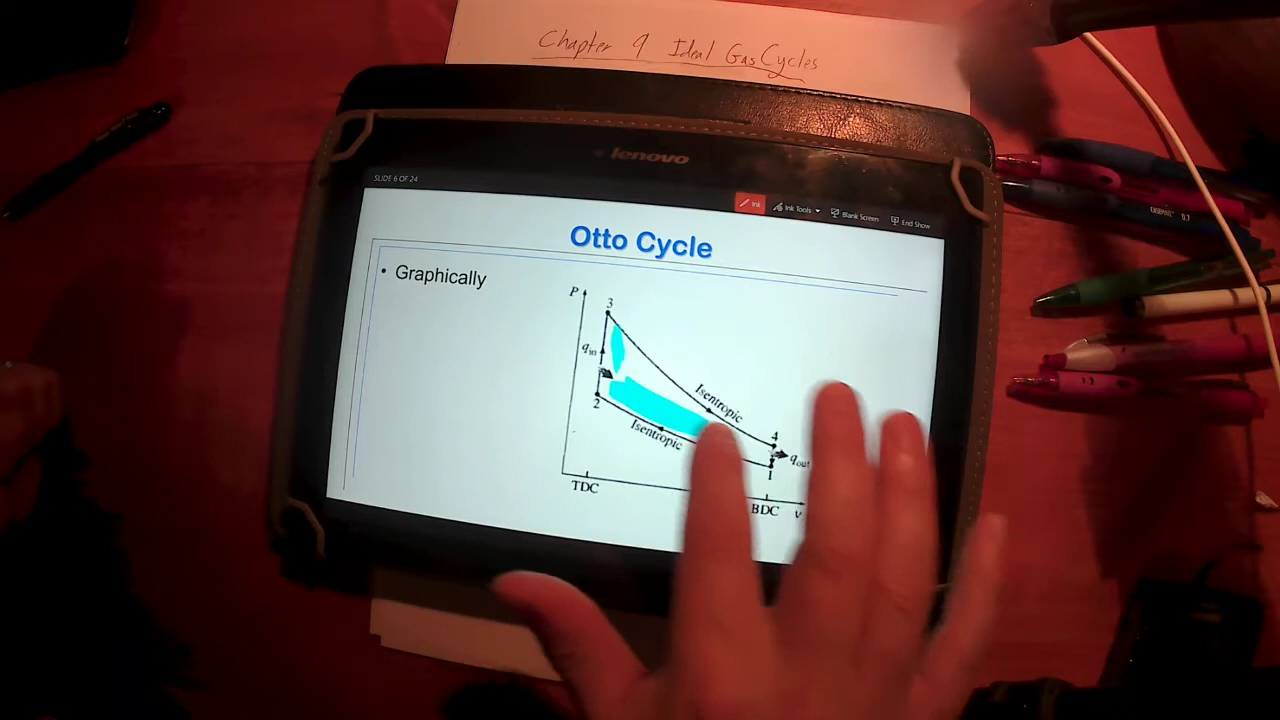 Chapter 9 Ideal Gas Cycles
lenovo
SLIDE 6 OF 24
Ink
Ink Tools
Blank Screen
End Show
Otto Cycle
• Graphically
P
3
qin
2
Isentropic
Isentropic
4
qout
1
TDC
BDC
v